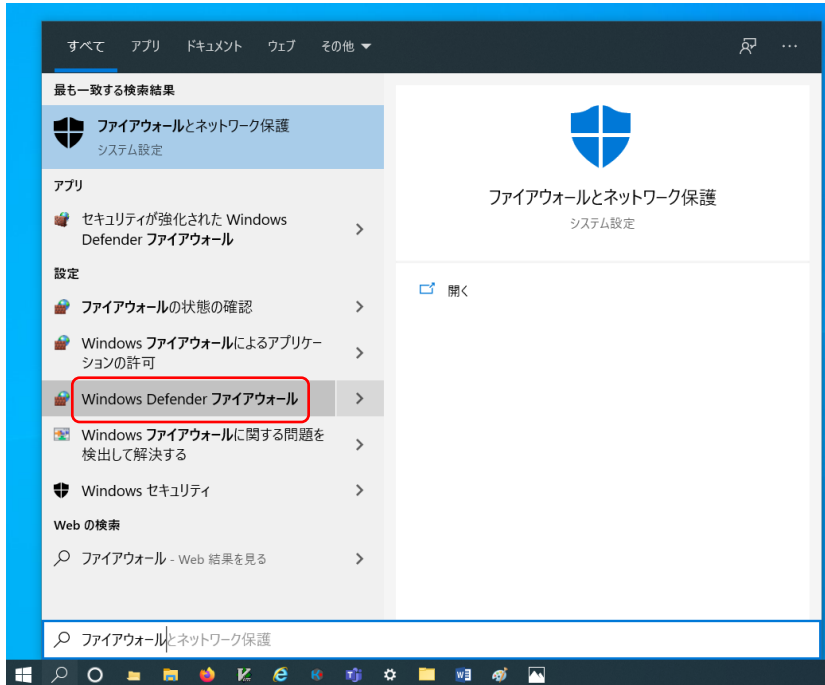 すべて アプリ ドキュメント ウェブ その他
最も一致する検索結果
ファイアウォールとネットワーク保護
システム設定
アプリ
セキュリティが強化された Windows
Defender ファイアウォール
設定
ファイアウォールの状態の確認
Windows ファイアウォールによるアプリケー
ションの許可
Windows Defender ファイアウォール
Windows ファイアウォールに関する問題を
検出して解決する
Windows セキュリティ
Web の検索
ファイアウォール - Web 結果を見る
ファイアウォールとネットワーク保護
システム設定
開く
ファイアウォールとネットワーク保護